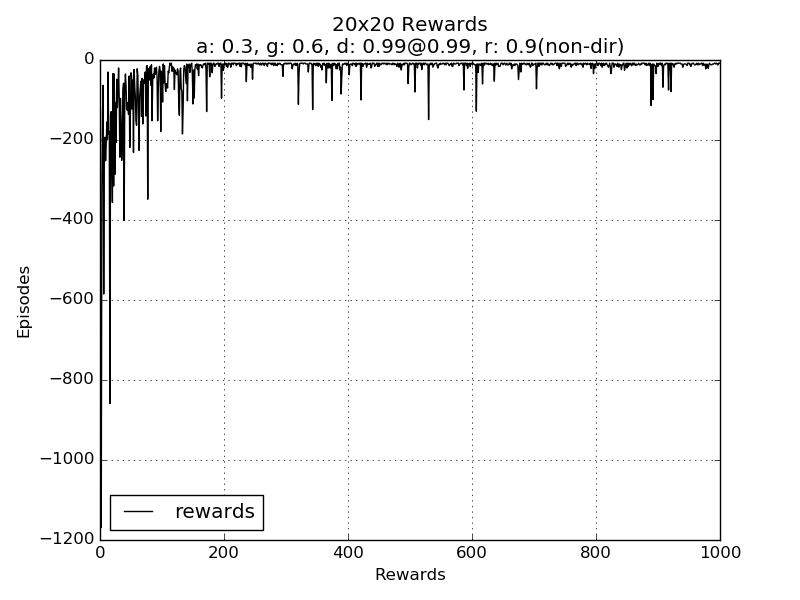 20x20 Rewards
a: 0.3, g: 0.6, d: 0.99@0.99, r: 0.9(non-dir)
0
−200
−400
−600
−800
−1000
−1200
Episodes
rewards
0 200 400 600 800 1000
Rewards